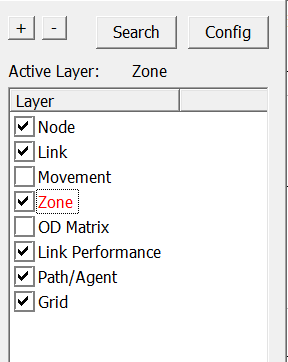 + - Search Config
Active Layer: Zone
Layer
Node
Link
Movement
Zone
OD Matrix
Link Performance
Path/Agent
Grid